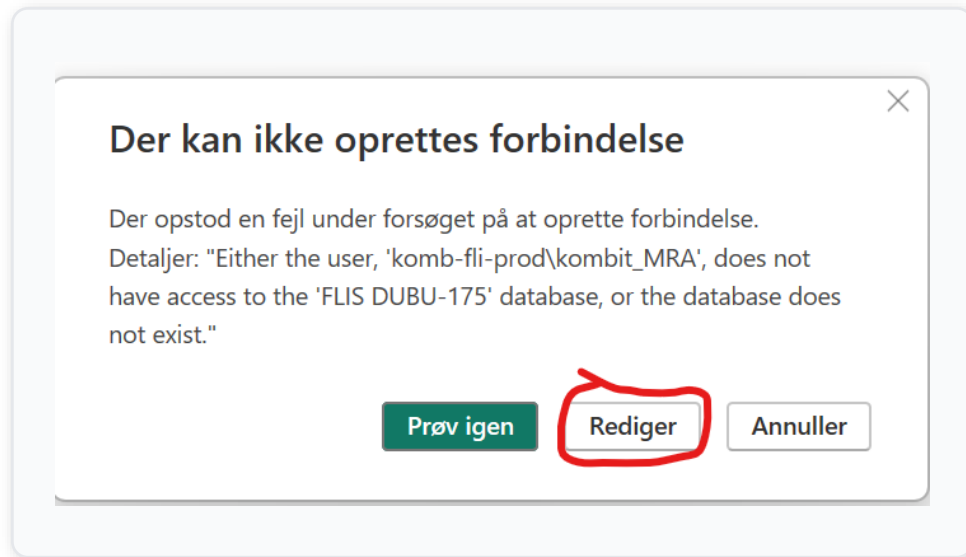 Der kan ikke oprettes forbindelse
Der opstod en fejl under forsøget på at oprette forbindelse.
Detaljer: "Either the user, 'komb-fli-prod\kombit_MRA', does not
have access to the 'FLIS DUBU-175' database, or the database does
not exist."
Prøv igen Rediger Annuller